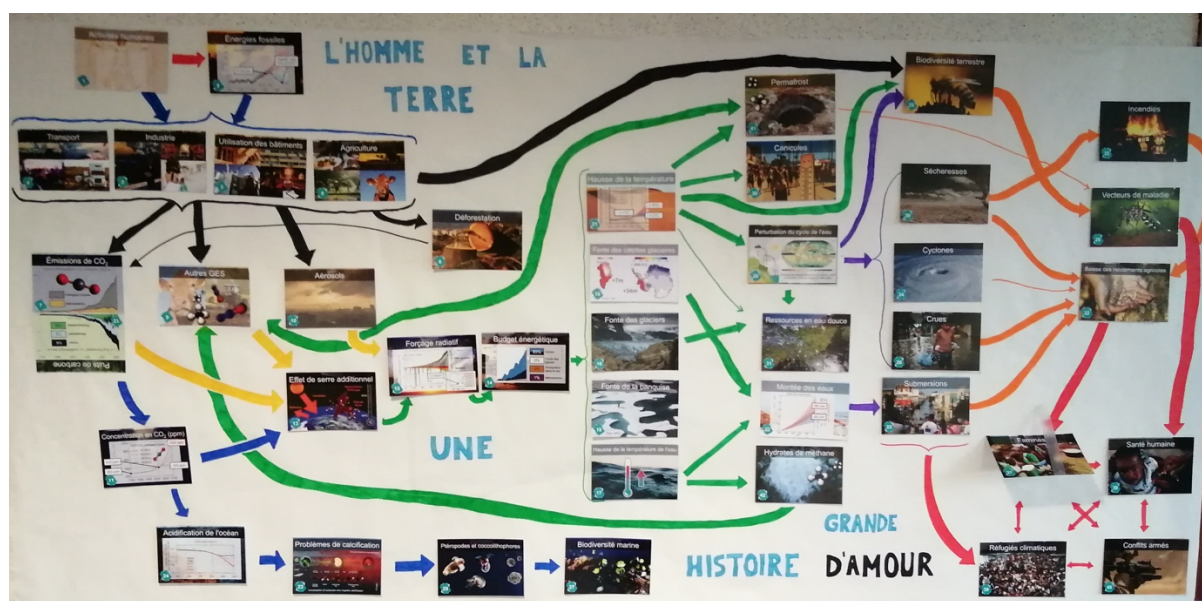 L'HOMME ET LA
TERRE
UNE
GRANDE
HISTOIRE D'AMOUR
Activités humaines
Énergies fossiles
Transport
Industrie
Utilisation des bâtiments
Agriculture
Déforestation
Émissions de CO2
Puits de carbone
Autres GES
Aérosols
Effet de serre additionnel
Forçage radiatif
Budget énergétique
Concentration en CO2 (ppm)
Acidification de l'océan
Problèmes de calcification
Ptéropodes et coccolithophores
Biodiversité marine
Hausse de la température
Fonte des calottes glaciaires
Fonte des glaciers
Fonte de la banquise
Hausse de la température de l'eau
Permafrost
Canicules
Perturbation du cycle de l'eau
Ressources en eau douce
Montée des eaux
Hydrates de méthane
Biodiversité terrestre
Sécheresses
Cyclones
Crues
Submersions
Incendies
Vecteurs de maladie
Baisse des rendements agricoles
Santé humaine
Réfugiés climatiques
Conflits armés